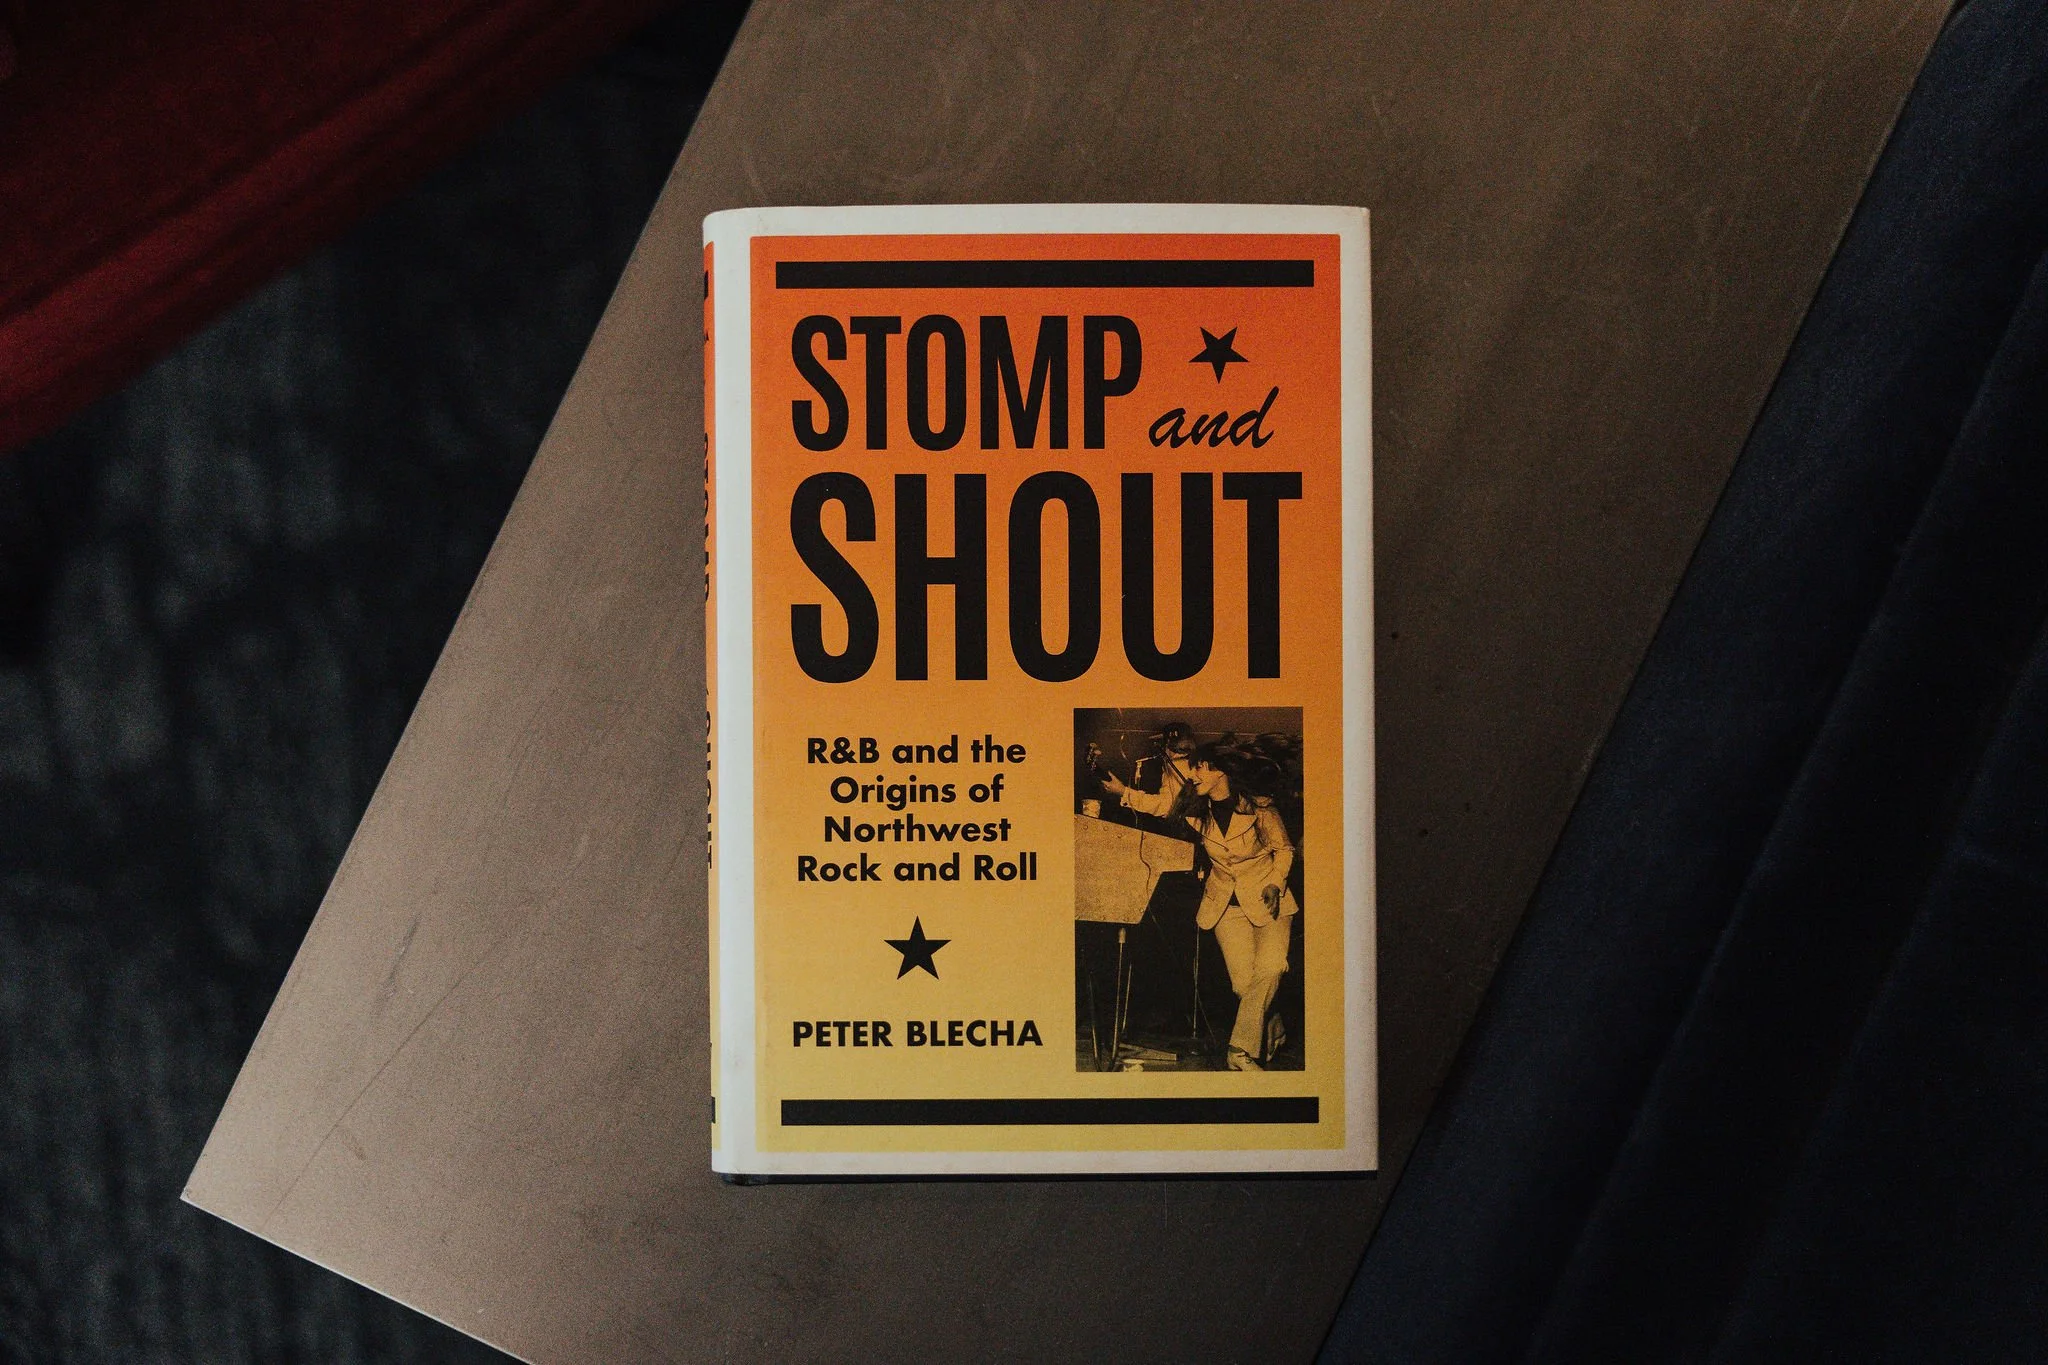 STOMP
and
SHOUT
R&B and the
Origins of
Northwest
Rock and Roll
PETER BLECHA